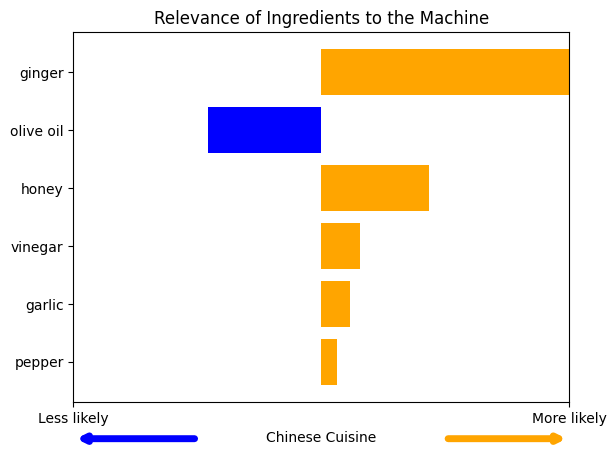 Relevance of Ingredients to the Machine
ginger
olive oil
honey
vinegar
garlic
pepper
Less likely More likely
Chinese Cuisine